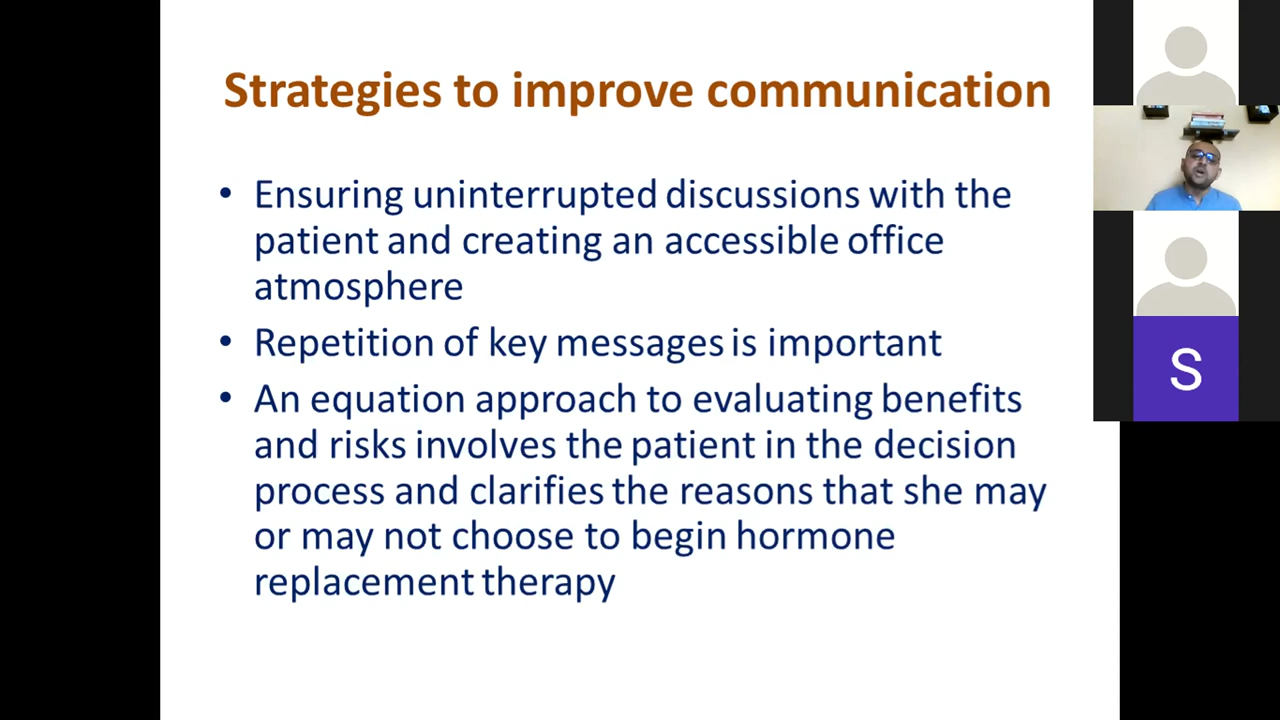 Strategies to improve communication
• Ensuring uninterrupted discussions with the
patient and creating an accessible office
atmosphere
• Repetition of key messages is important
• An equation approach to evaluating benefits
and risks involves the patient in the decision
process and clarifies the reasons that she may
or may not choose to begin hormone
replacement therapy
S